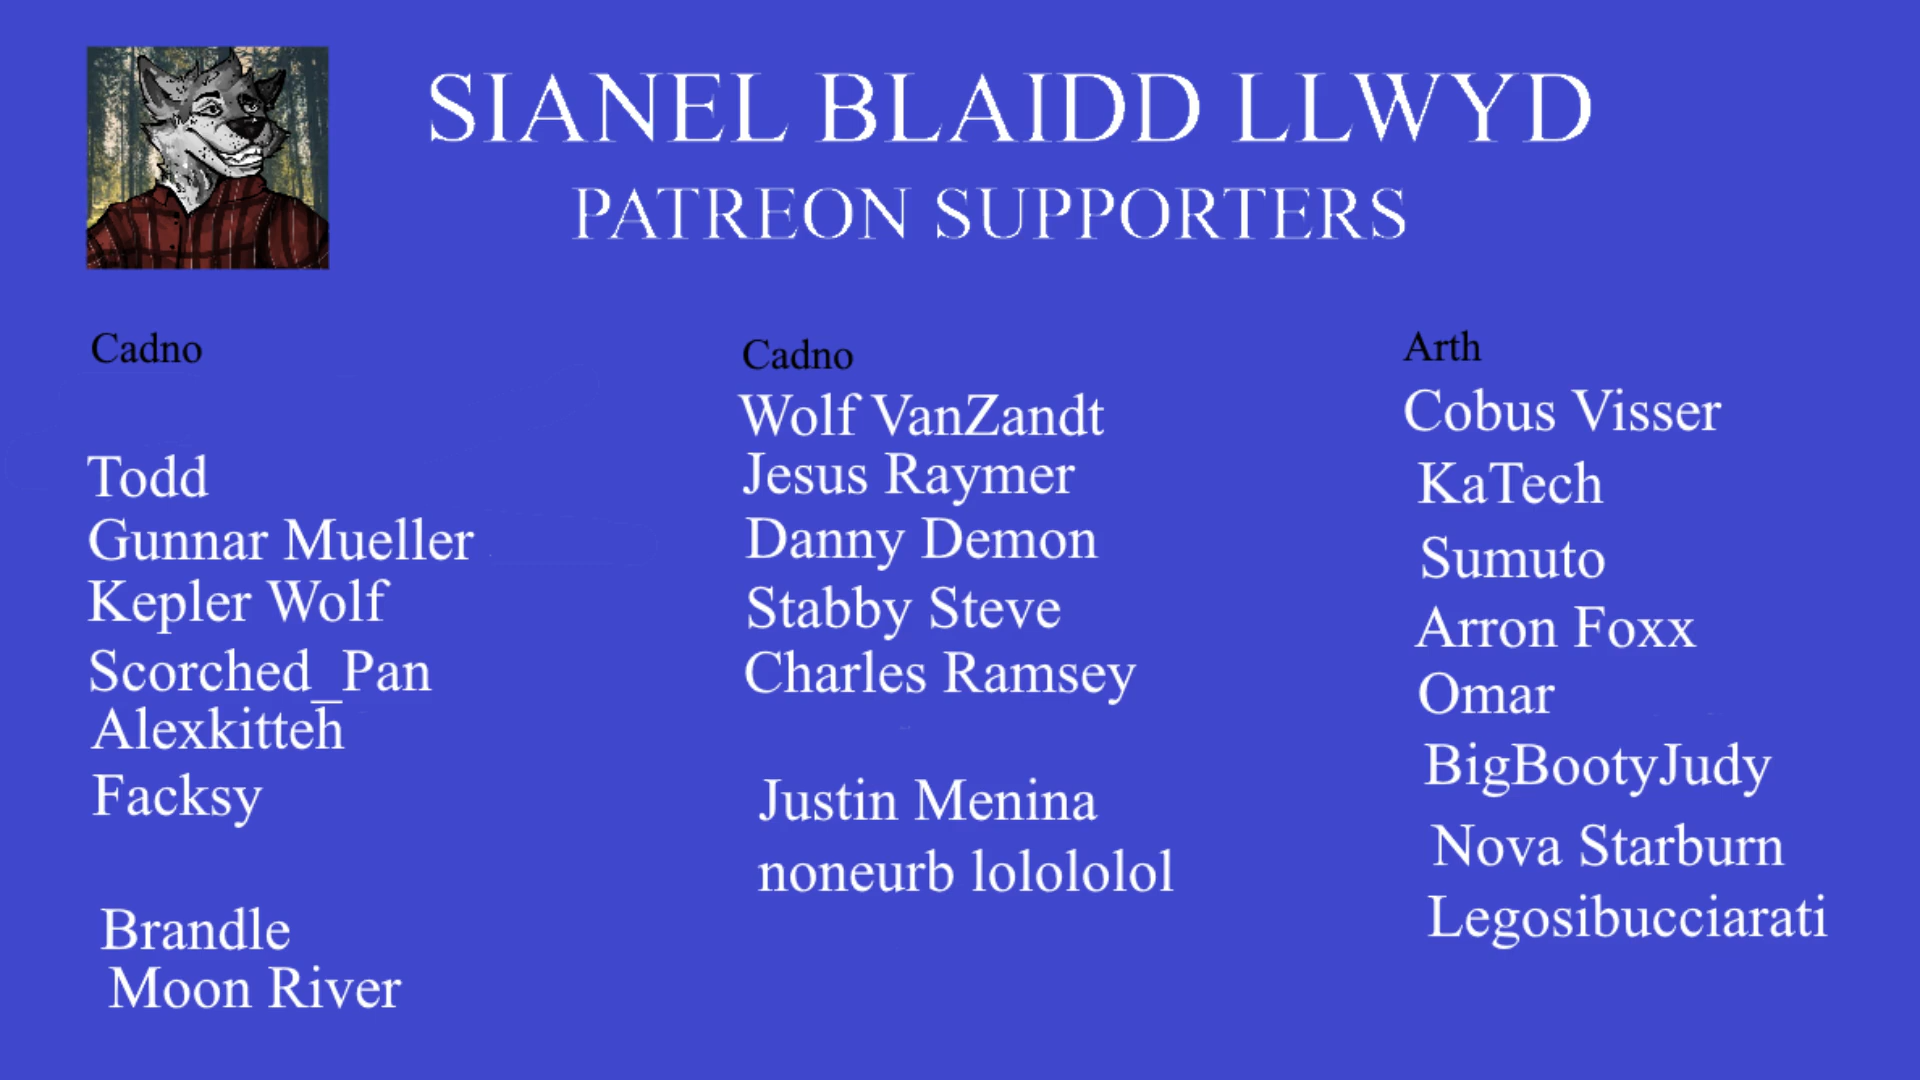 SIANEL BLAIDD LLWYD
PATREON SUPPORTERS
Cadno
Todd
Gunnar Mueller
Kepler Wolf
Scorched_Pan
Alexkitteh
Facksy
Brandle
Moon River
Cadno
Wolf VanZandt
Jesus Raymer
Danny Demon
Stabby Steve
Charles Ramsey
Justin Menina
noneurb lolololol
Arth
Cobus Visser
KaTech
Sumuto
Arron Foxx
Omar
BigBootyJudy
Nova Starburn
Legosibucciarati